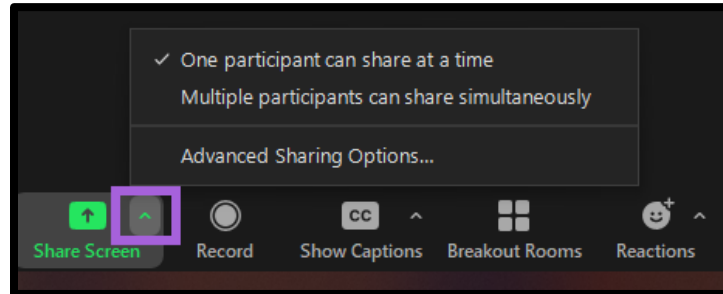 ✓ One participant can share at a time
Multiple participants can share simultaneously
Advanced Sharing Options...
CC
Share Screen Record Show Captions Breakout Rooms Reactions